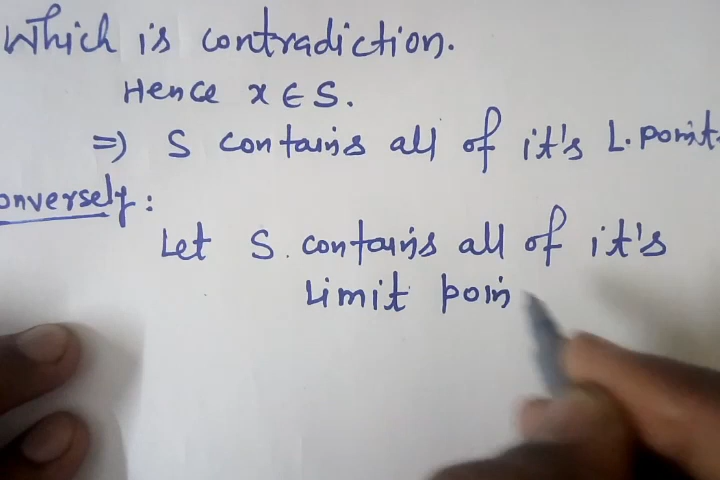 Which is contradiction.
Hence x ∈ S.
⇒ S contains all of it's L.point.
onversely:
Let S. contains all of it's
Limit poin